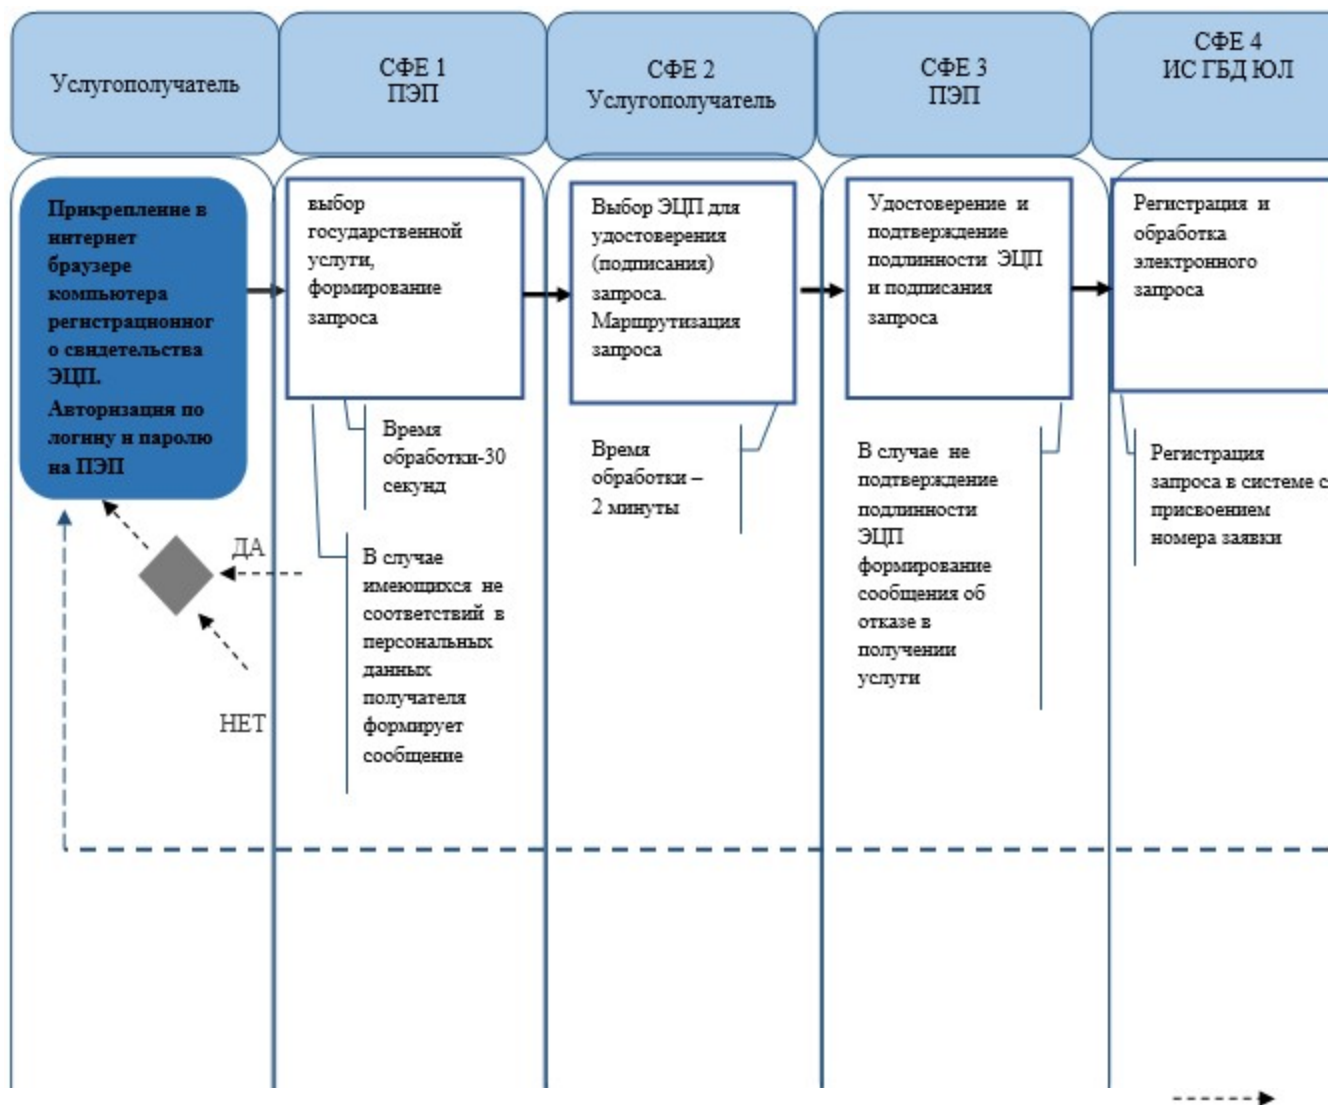 Услугополучатель
СФЕ 1
ПЭП
СФЕ 2
Услугополучатель
СФЕ 3
ПЭП
СФЕ 4
ИС ГБД ЮЛ
Прикрепление в
интернет
браузере
компьютера
регистрационног
о свидетельства
ЭЦП.
Авторизация по
логину и паролю
на ПЭП
выбор
государственной
услуги,
формирование
запроса
Выбор ЭЦП для
удостоверения
(подписания)
запроса.
Маршрутизация
запроса
Удостоверение и
подтверждение
подлинности ЭЦП
и подписания
запроса
Регистрация и
обработка
электронного
запроса
Время
обработки-30
секунд
Время
обработки –
2 минуты
В случае не
подтверждение
подлинности
ЭЦП
формирование
сообщения об
отказе в
получении
услуги
Регистрация
запроса в системе с
присвоением
номера заявки
ДА
В случае
имеющихся не
соответствий в
персональных
данных
получателя
формирует
сообщение
НЕТ